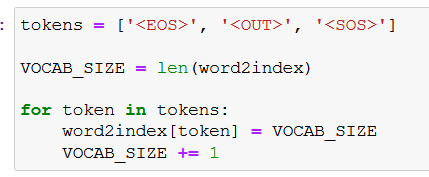 : tokens = ['<EOS>', '<OUT>', '<SOS>']
VOCAB_SIZE = len(word2index)
for token in tokens:
    word2index[token] = VOCAB_SIZE
    VOCAB_SIZE += 1